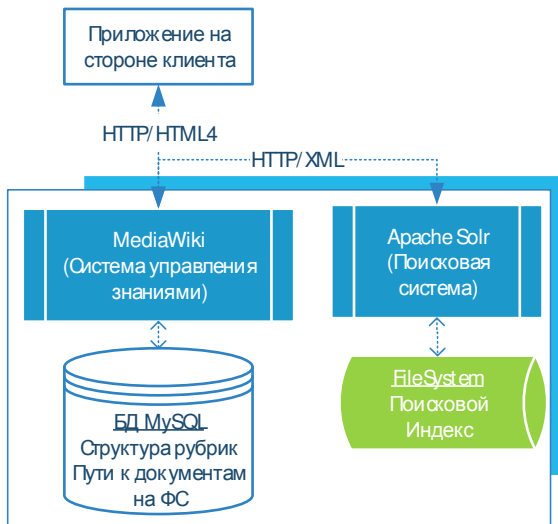 Приложение на
стороне клиента
HTTP/HTML4
HTTP/XML
MediaWiki
(Система управления
знаниями)
Apache Solr
(Поисковая
система)
БД MySQL
Структура рубрик
Пути к документам
на ФС
FileSystem
Поисковой
Индекс